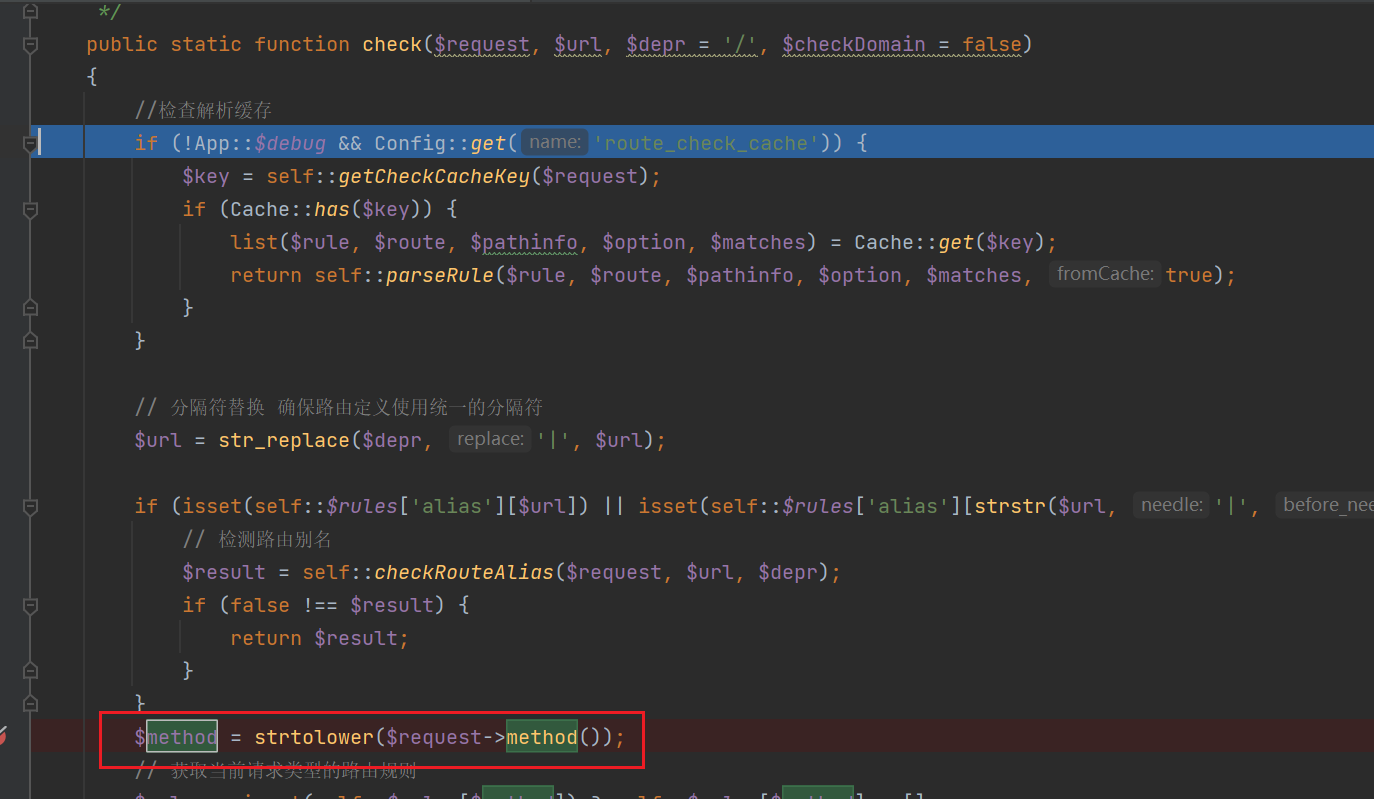 */
public static function check($request, $url, $depr = '/', $checkDomain = false)
{
//检查解析缓存
if (!App::$debug && Config::get( name: 'route_check_cache')) {
$key = self::getCheckCacheKey($request);
if (Cache::has($key)) {
list($rule, $route, $pathinfo, $option, $matches) = Cache::get($key);
return self::parseRule($rule, $route, $pathinfo, $option, $matches, fromCache: true);
}
}
// 分隔符替换 确保路由定义使用统一的分隔符
$url = str_replace($depr, replace: '|', $url);
if (isset(self::$rules['alias'][$url]) || isset(self::$rules['alias'][strstr($url, needle: '|', before_nee
// 检测路由别名
$result = self::checkRouteAlias($request, $url, $depr);
if (false !== $result) {
return $result;
}
}
$method = strtolower($request->method());
// 获取当前请求类型的路由规则